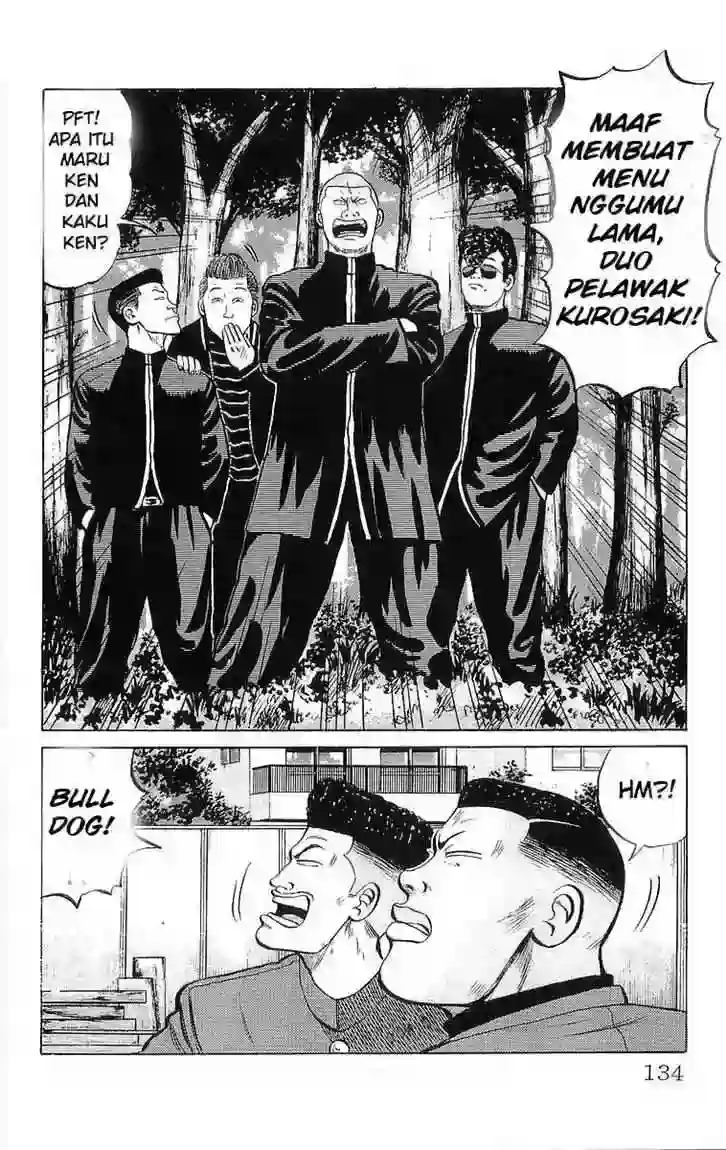 MAAF
MEMBUAT
MENU
NGGUMU
LAMA,
DUO
PELAWAK
KUROSAKI!
PFT!
APA ITU
MARU
KEN
DAN
KAKU
KEN?
HM?!
BULL
DOG!
134